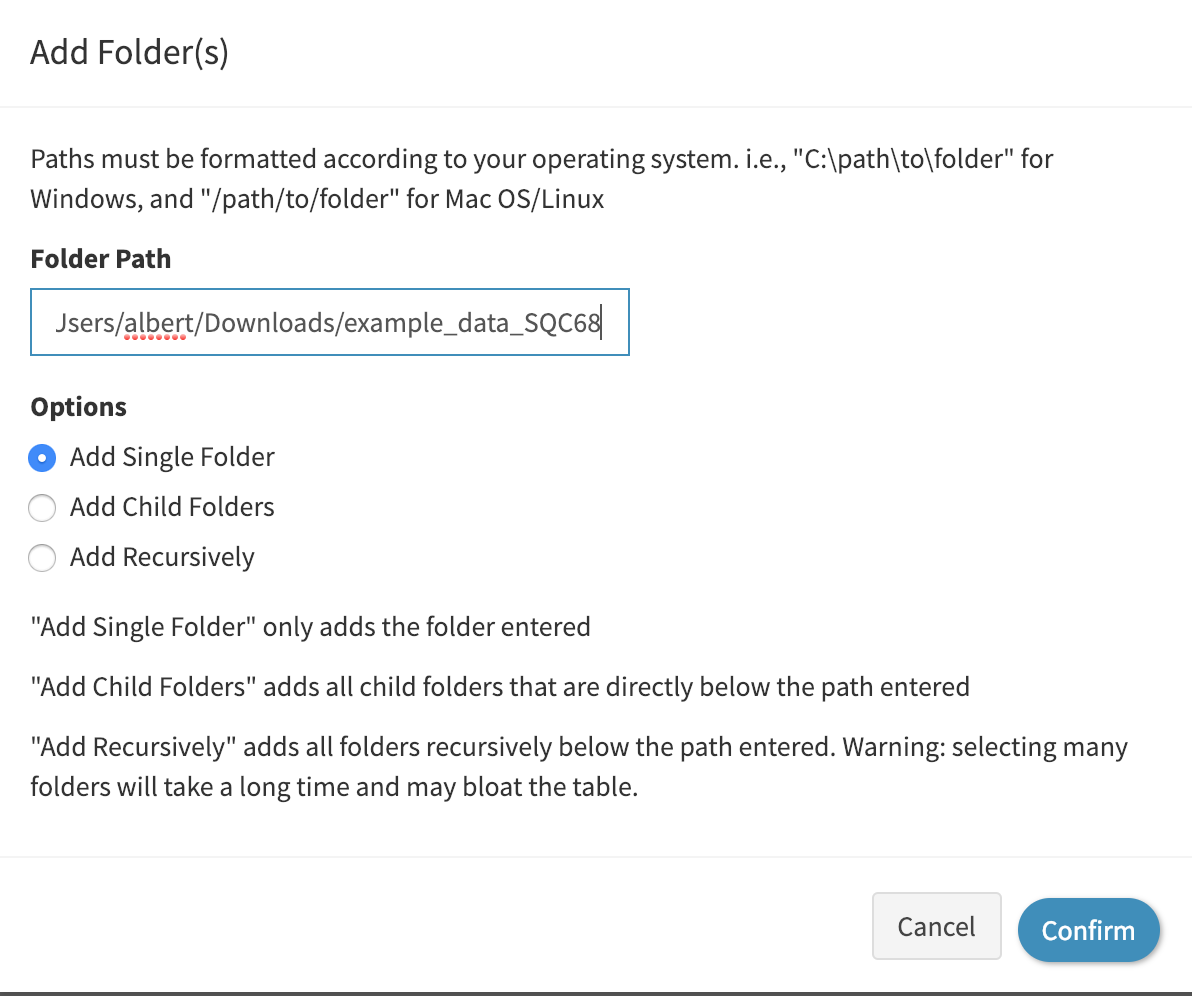 Add Folder(s)
Paths must be formatted according to your operating system. i.e., "C:\path\to\folder" for
Windows, and "/path/to/folder" for Mac OS/Linux
Folder Path
Jsers/albert/Downloads/example_data_SQC68
Options
Add Single Folder
Add Child Folders
Add Recursively
"Add Single Folder" only adds the folder entered
"Add Child Folders" adds all child folders that are directly below the path entered
"Add Recursively" adds all folders recursively below the path entered. Warning: selecting many
folders will take a long time and may bloat the table.
Cancel
Confirm